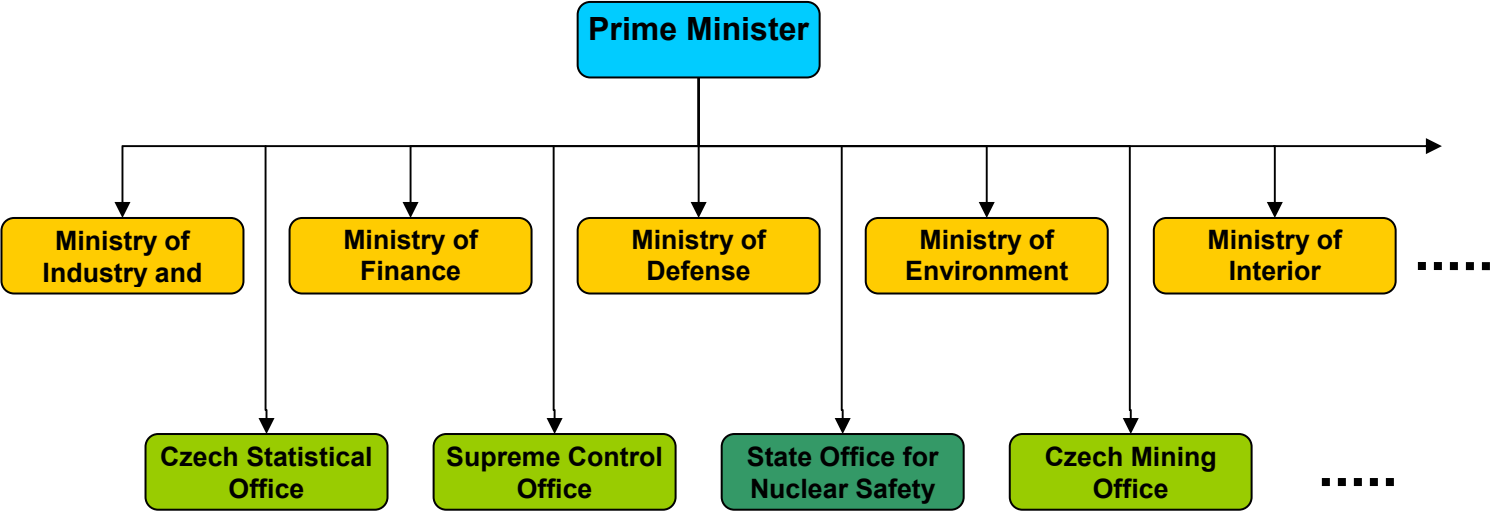 Prime Minister
Ministry of
Industry and
Ministry of
Finance
Ministry of
Defense
Ministry of
Environment
Ministry of
Interior
.....
Czech Statistical
Office
Supreme Control
Office
State Office for
Nuclear Safety
Czech Mining
Office
.....